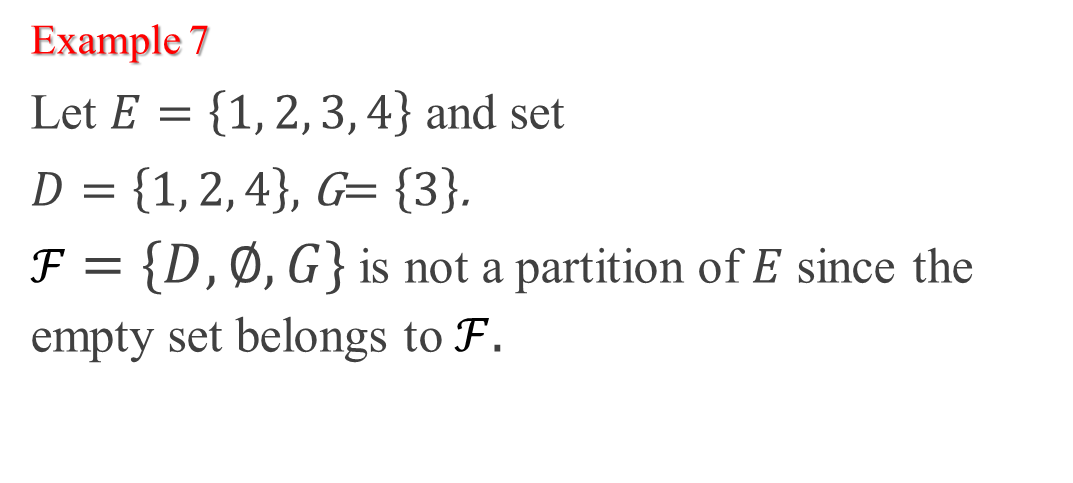 Example 7
Let E = {1, 2, 3, 4} and set
D = {1, 2, 4}, G= {3}.
ℱ = {D, ∅, G} is not a partition of E since the
empty set belongs to ℱ.